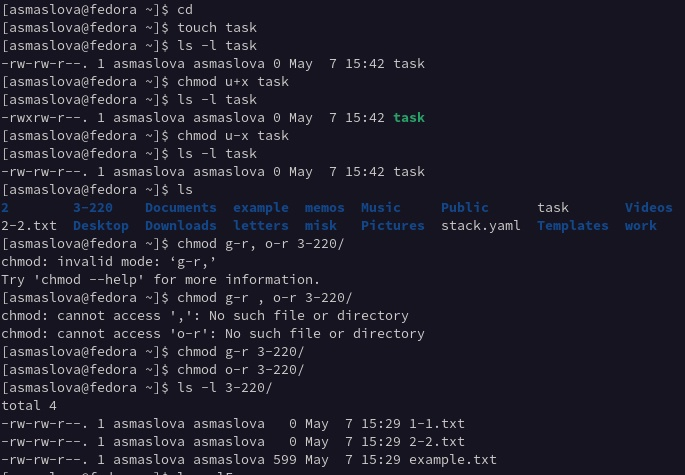 [asmaslova@fedora ~]$ cd
[asmaslova@fedora ~]$ touch task
[asmaslova@fedora ~]$ ls -l task
-rw-rw-r--. 1 asmaslova asmaslova 0 May  7 15:42 task
[asmaslova@fedora ~]$ chmod u+x task
[asmaslova@fedora ~]$ ls -l task
-rwxrw-r--. 1 asmaslova asmaslova 0 May  7 15:42 task
[asmaslova@fedora ~]$ chmod u-x task
[asmaslova@fedora ~]$ ls -l task
-rw-rw-r--. 1 asmaslova asmaslova 0 May  7 15:42 task
[asmaslova@fedora ~]$ ls
2        3-220    Documents  example  memos  Music     Public      task       Videos
2-2.txt  Desktop  Downloads  letters  misk   Pictures  stack.yaml  Templates  work
[asmaslova@fedora ~]$ chmod g-r, o-r 3-220/
chmod: invalid mode: ‘g-r,’
Try 'chmod --help' for more information.
[asmaslova@fedora ~]$ chmod g-r , o-r 3-220/
chmod: cannot access ',': No such file or directory
chmod: cannot access 'o-r': No such file or directory
[asmaslova@fedora ~]$ chmod g-r 3-220/
[asmaslova@fedora ~]$ chmod o-r 3-220/
[asmaslova@fedora ~]$ ls -l 3-220/
total 4
-rw-rw-r--. 1 asmaslova asmaslova   0 May  7 15:29 1-1.txt
-rw-rw-r--. 1 asmaslova asmaslova   0 May  7 15:29 2-2.txt
-rw-rw-r--. 1 asmaslova asmaslova 599 May  7 15:29 example.txt